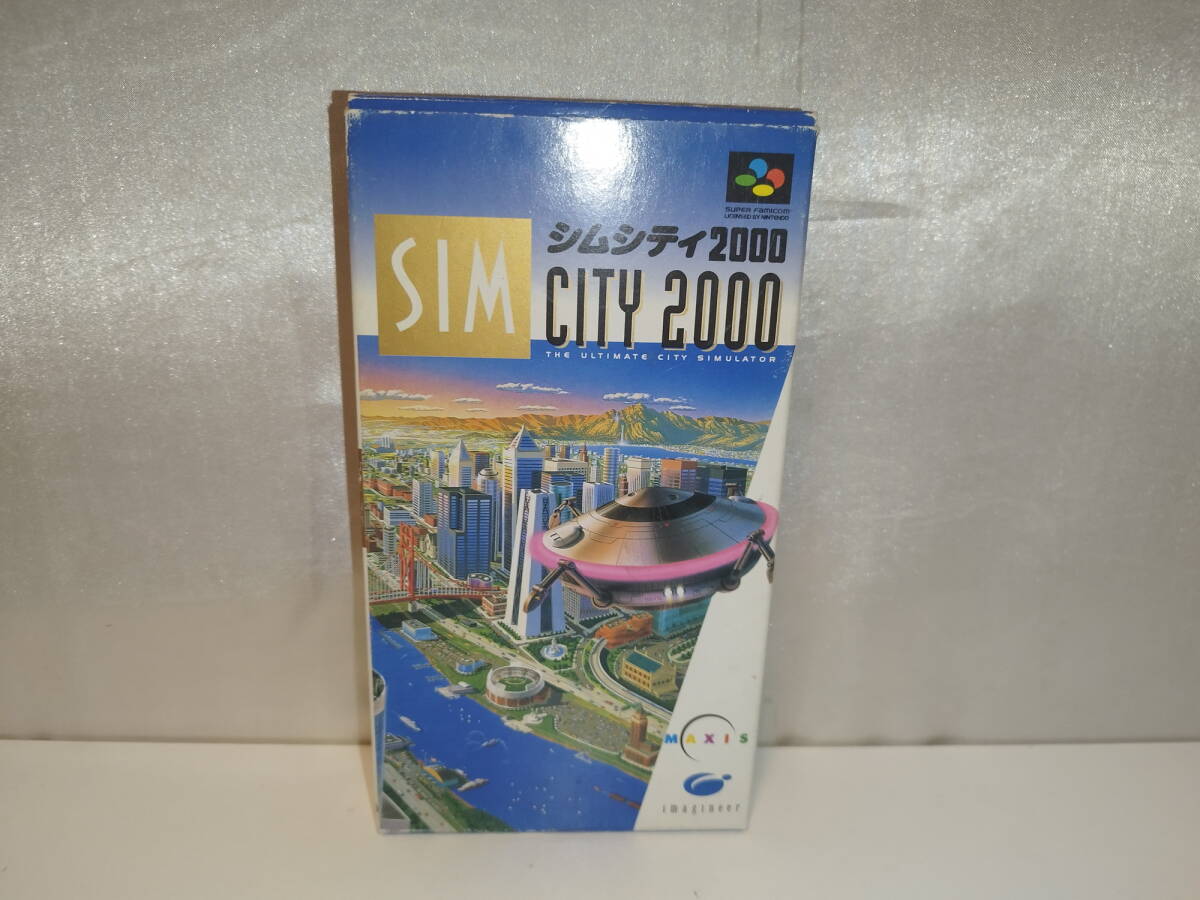 SUPER FAMICOM
LICENSED BY NINTENDO
SIM
シムシティ2000
CITY 2000
THE ULTIMATE CITY SIMULATOR
MAXIS
imagineer